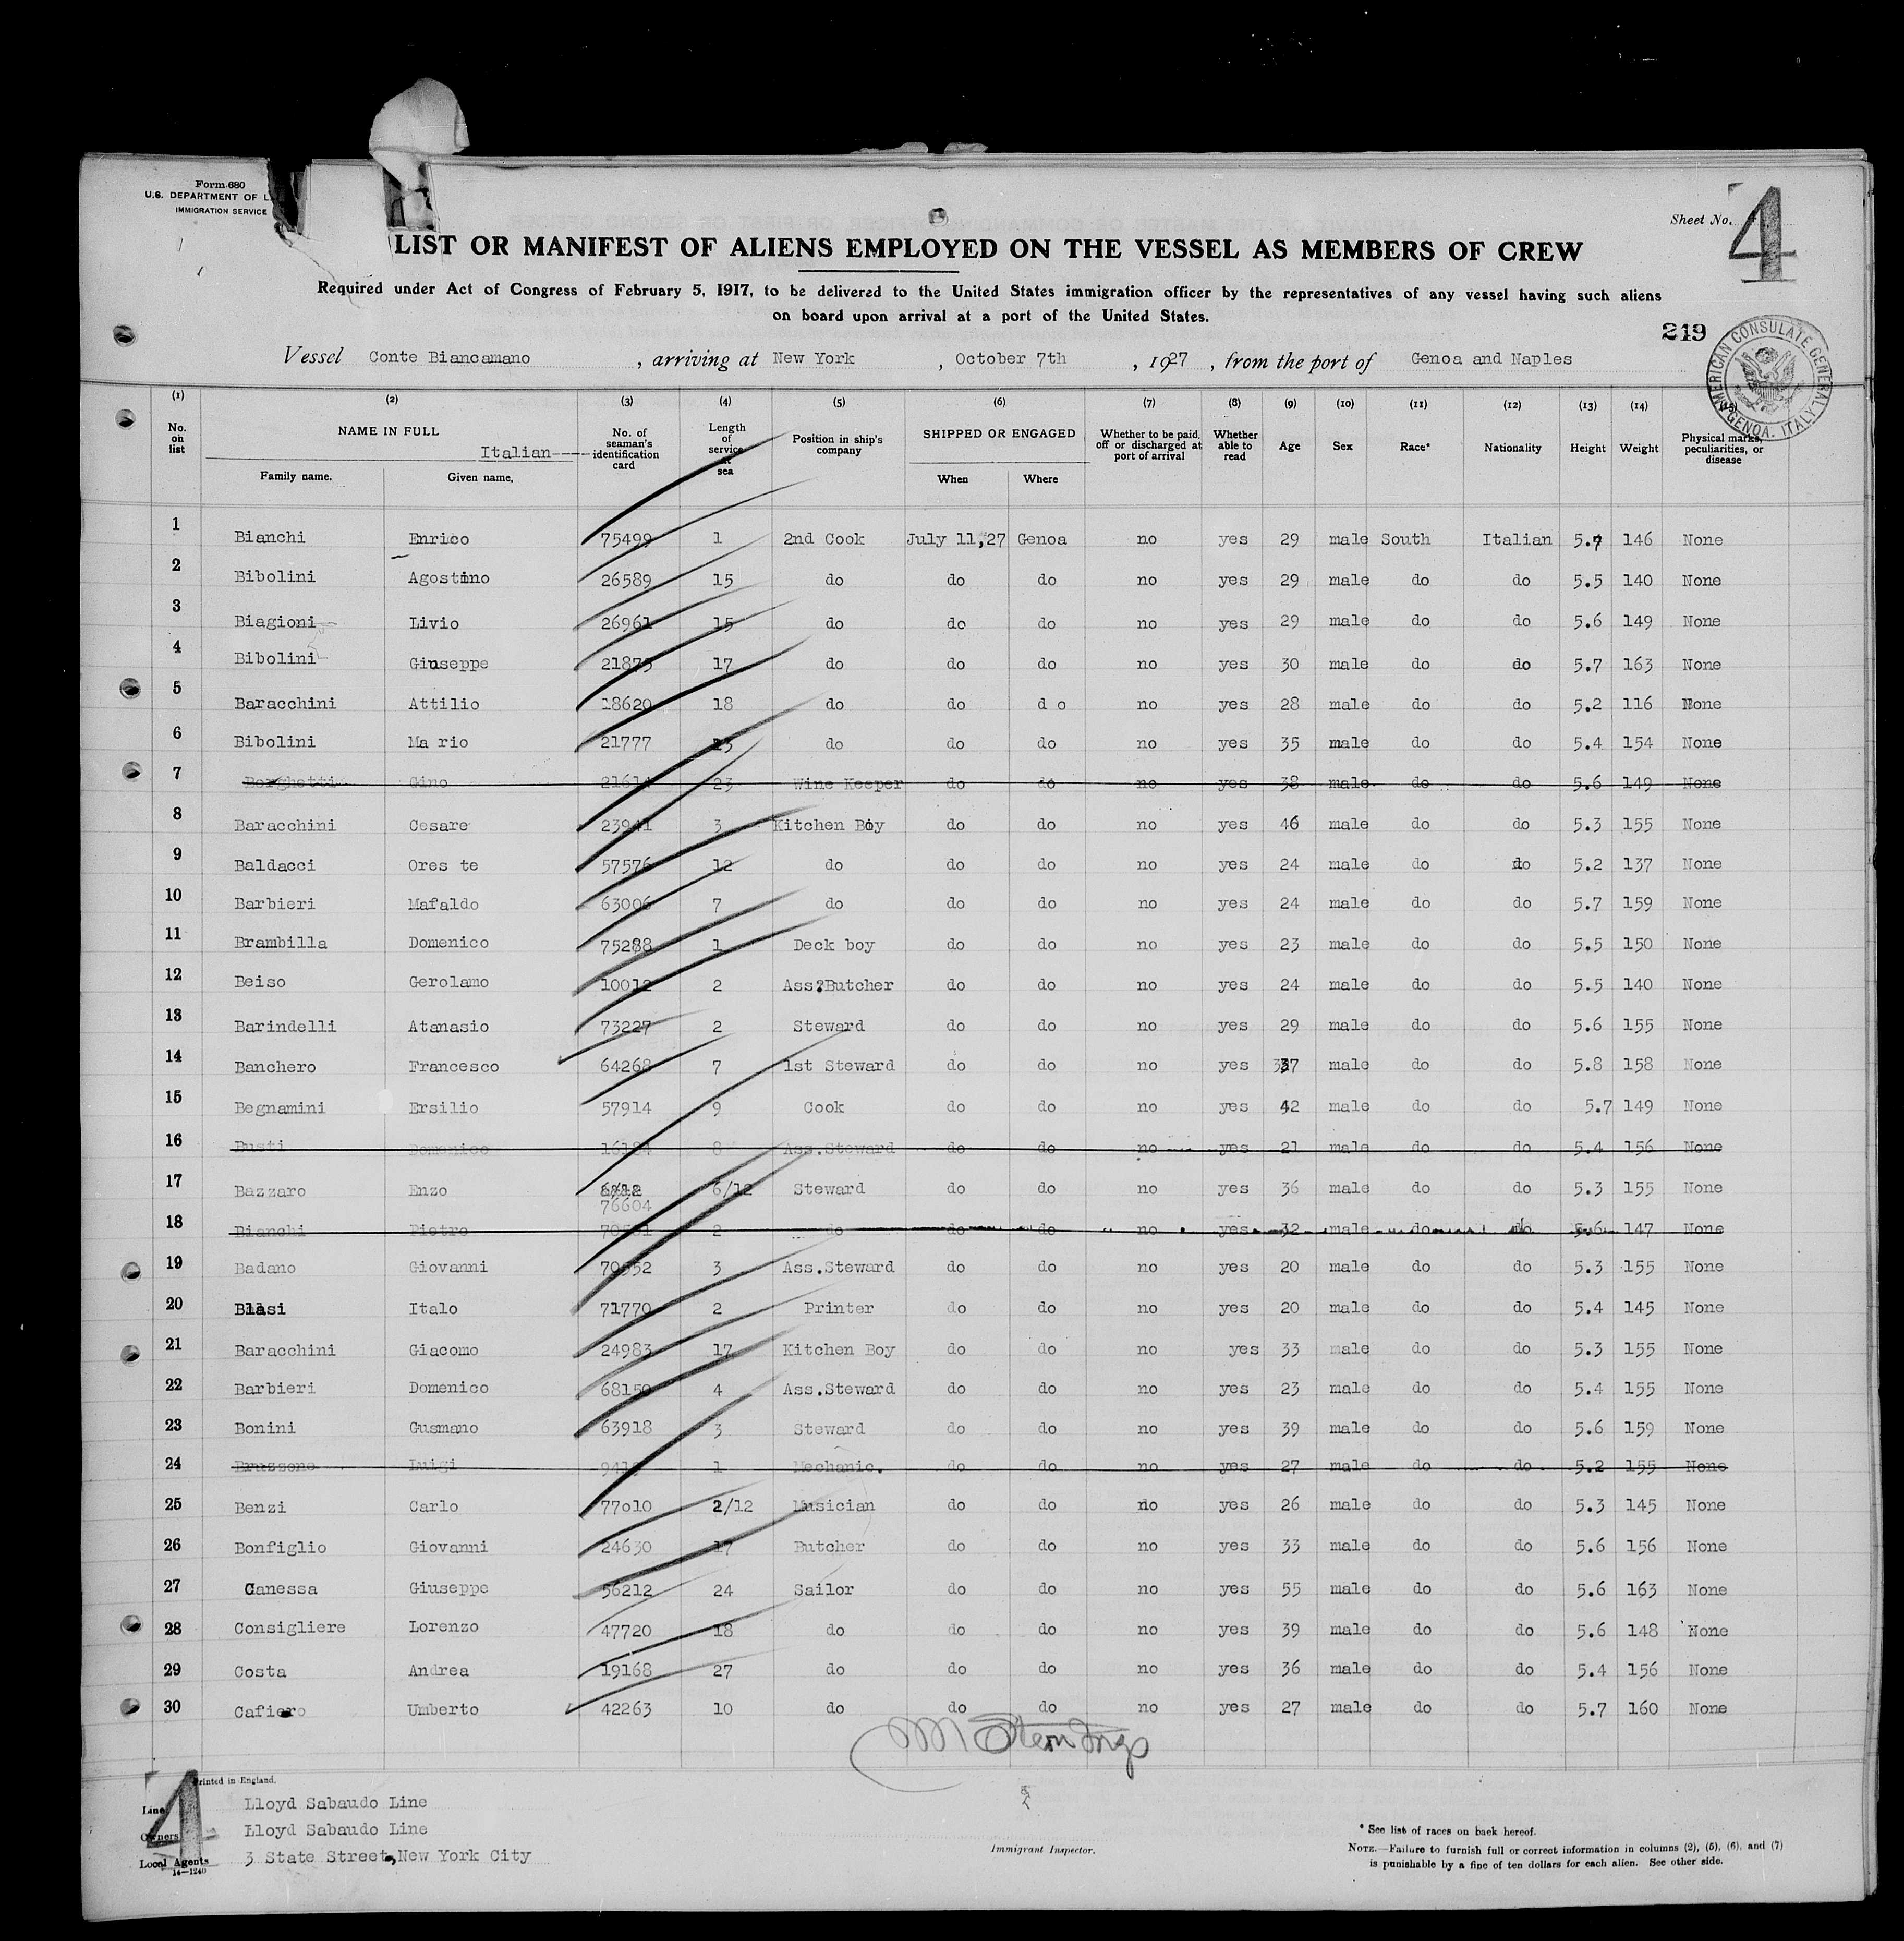 Form 680
U.S. DEPARTMENT OF L
IMMIGRATION SERVICE
Sheet No. 4
LIST OR MANIFEST OF ALIENS EMPLOYED ON THE VESSEL AS MEMBERS OF CREW
Required under Act of Congress of February 5, 1917, to be delivered to the United States immigration officer by the representatives of any vessel having such aliens
on board upon arrival at a port of the United States.
219
AMERICAN CONSULATE GENERAL GENOA, ITALY
Vessel Conte Biancamano , arriving at New York , October 7th , 1927 , from the port of Genoa and Naples
(1) (2) (3) (4) (5) (6) (7) (8) (9) (10) (11) (12) (13) (14) (15)
No. on list NAME IN FULL Italian---- Family name. Given name. No. of seaman's identification card Length of service at sea Position in ship's company SHIPPED OR ENGAGED When Where Whether to be paid off or discharged at port of arrival Whether able to read Age Sex Race* Nationality Height Weight Physical marks, peculiarities, or disease
1 Bianchi Enrico 75499 1 2nd Cook July 11,27 Genoa no yes 29 male South Italian 5.7 146 None
2 Bibolini Agostino 26589 15 do do do no yes 29 male do do 5.5 140 None
3 Biagioni Livio 26961 15 do do do no yes 29 male do do 5.6 149 None
4 Bibolini Giuseppe 21875 17 do do do no yes 30 male do do 5.7 163 None
5 Baracchini Attilio 18620 18 do do d o no yes 28 male do do 5.2 116 None
6 Bibolini Ma rio 21777 13 do do do no yes 35 male do do 5.4 154 None
7 Borghetti Gino 21614 23 Wine Keeper do do no yes 38 male do do 5.6 149 None
8 Baracchini Cesare 23941 3 Kitchen Boy do do no yes 46 male do do 5.3 155 None
9 Baldacci Ores te 57576 12 do do do no yes 24 male do do 5.2 137 None
10 Barbieri Mafaldo 63006 7 do do do no yes 24 male do do 5.7 159 None
11 Brambilla Domenico 75288 1 Deck boy do do no yes 23 male do do 5.5 150 None
12 Beiso Gerolamo 10012 2 Ass?Butcher do do no yes 24 male do do 5.5 140 None
13 Barindelli Atanasio 73227 2 Steward do do no yes 29 male do do 5.6 155 None
14 Banchero Francesco 64268 7 1st Steward do do no yes 37 male do do 5.8 158 None
15 Begnamini Ersilio 57914 9 Cook do do no yes 42 male do do 5.7 149 None
16 Busti Domenico 16184 8 Ass.Steward do do no yes 21 male do do 5.4 156 None
17 Bazzaro Enzo 76604 6/12 Steward do do no yes 36 male do do 5.3 155 None
18 Bianchi Pietro 2 do do do no yes 32 male do do 5.6 147 None
19 Badano Giovanni 70552 3 Ass.Steward do do no yes 20 male do do 5.3 155 None
20 Blasi Italo 71770 2 Printer do do no yes 20 male do do 5.4 145 None
21 Baracchini Giacomo 24983 17 Kitchen Boy do do no yes 33 male do do 5.3 155 None
22 Barbieri Domenico 68150 4 Ass.Steward do do no yes 23 male do do 5.4 155 None
23 Bonini Gusmano 63918 3 Steward do do no yes 39 male do do 5.6 159 None
24 Bruzzone Luigi 1 Mechanic. do do no yes 27 male do do 5.2 155 None
25 Benzi Carlo 77010 2/12 Musician do do no yes 26 male do do 5.3 145 None
26 Bonfiglio Giovanni 24630 17 Butcher do do no yes 33 male do do 5.6 156 None
27 Canessa Giuseppe 56212 24 Sailor do do no yes 55 male do do 5.6 163 None
28 Consigliere Lorenzo 47720 18 do do do no yes 39 male do do 5.6 148 None
29 Costa Andrea 19168 27 do do do no yes 36 male do do 5.4 156 None
30 Cafiero Umberto 42263 10 do do do no yes 27 male do do 5.7 160 None
Printed in England.
4
Line Lloyd Sabaudo Line
Owners Lloyd Sabaudo Line
Local Agents 3 State Street,New York City
14—1240
Immigrant Inspector.
* See list of races on back hereof.
NOTE.—Failure to furnish full or correct information in columns (2), (5), (6), and (7)
is punishable by a fine of ten dollars for each alien. See other side.